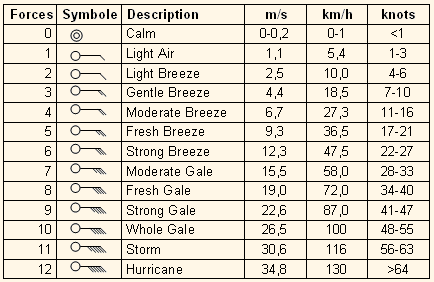 Forces Symbole Description m/s km/h knots
0 Calm 0-0,2 0-1 <1
1 Light Air 1,1 5,4 1-3
2 Light Breeze 2,5 10,0 4-6
3 Gentle Breeze 4,4 18,5 7-10
4 Moderate Breeze 6,7 27,3 11-16
5 Fresh Breeze 9,3 36,5 17-21
6 Strong Breeze 12,3 47,5 22-27
7 Moderate Gale 15,5 58,0 28-33
8 Fresh Gale 19,0 72,0 34-40
9 Strong Gale 22,6 87,0 41-47
10 Whole Gale 26,5 100 48-55
11 Storm 30,6 116 56-63
12 Hurricane 34,8 130 >64